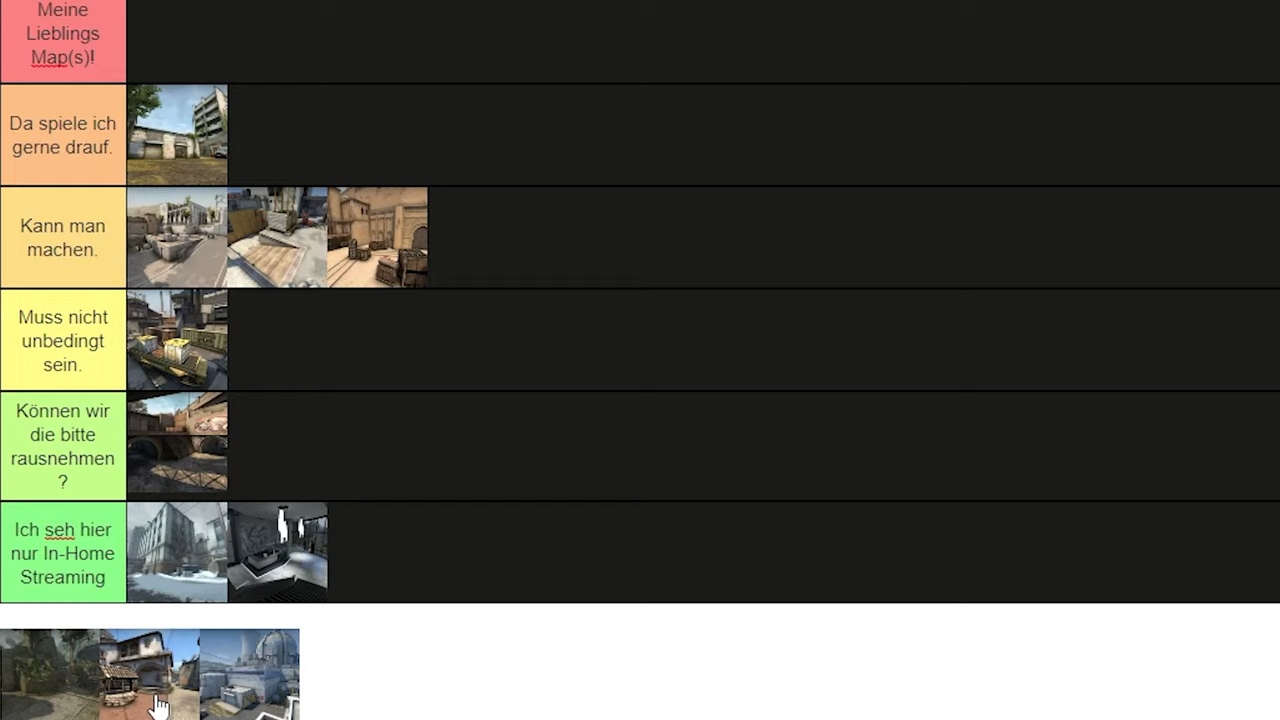 Meine
Lieblings
Map(s)!
Da spiele ich
gerne drauf.
Kann man
machen.
Muss nicht
unbedingt
sein.
Können wir
die bitte
rausnehmen
?
Ich seh hier
nur In-Home
Streaming